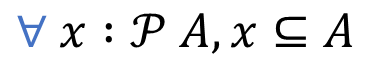 ∀ 𝑥 : 𝒫 𝐴, 𝑥 ⊆ 𝐴